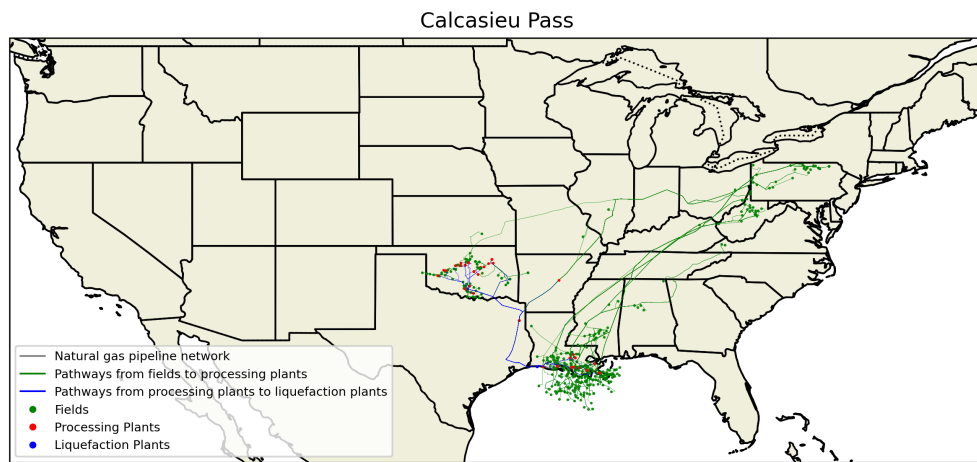 Calcasieu Pass
Natural gas pipeline network
Pathways from fields to processing plants
Pathways from processing plants to liquefaction plants
Fields
Processing Plants
Liquefaction Plants